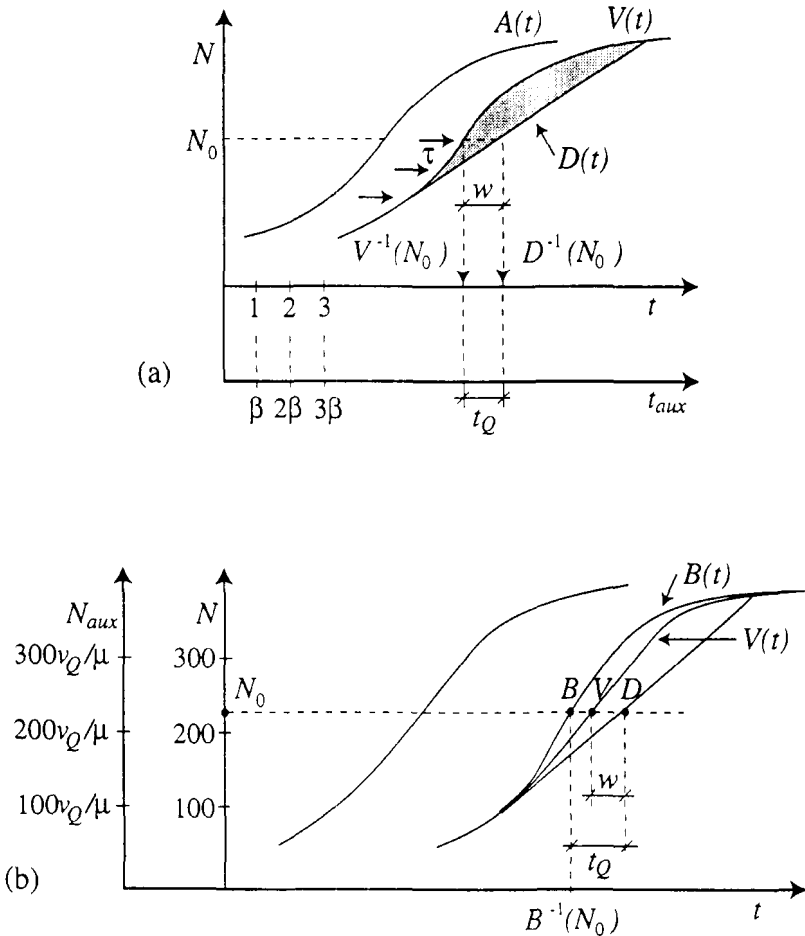 A(t) V(t)
N
N₀
τ
D(t)
w
V⁻¹(N₀) D⁻¹(N₀)
1 2 3 t
(a)
β 2β 3β t_Q t_aux
N_aux N B(t)
300v_Q/μ 300 V(t)
N₀ B V D
200v_Q/μ 200
w
100v_Q/μ 100
t_Q
(b)
t
B⁻¹(N₀)